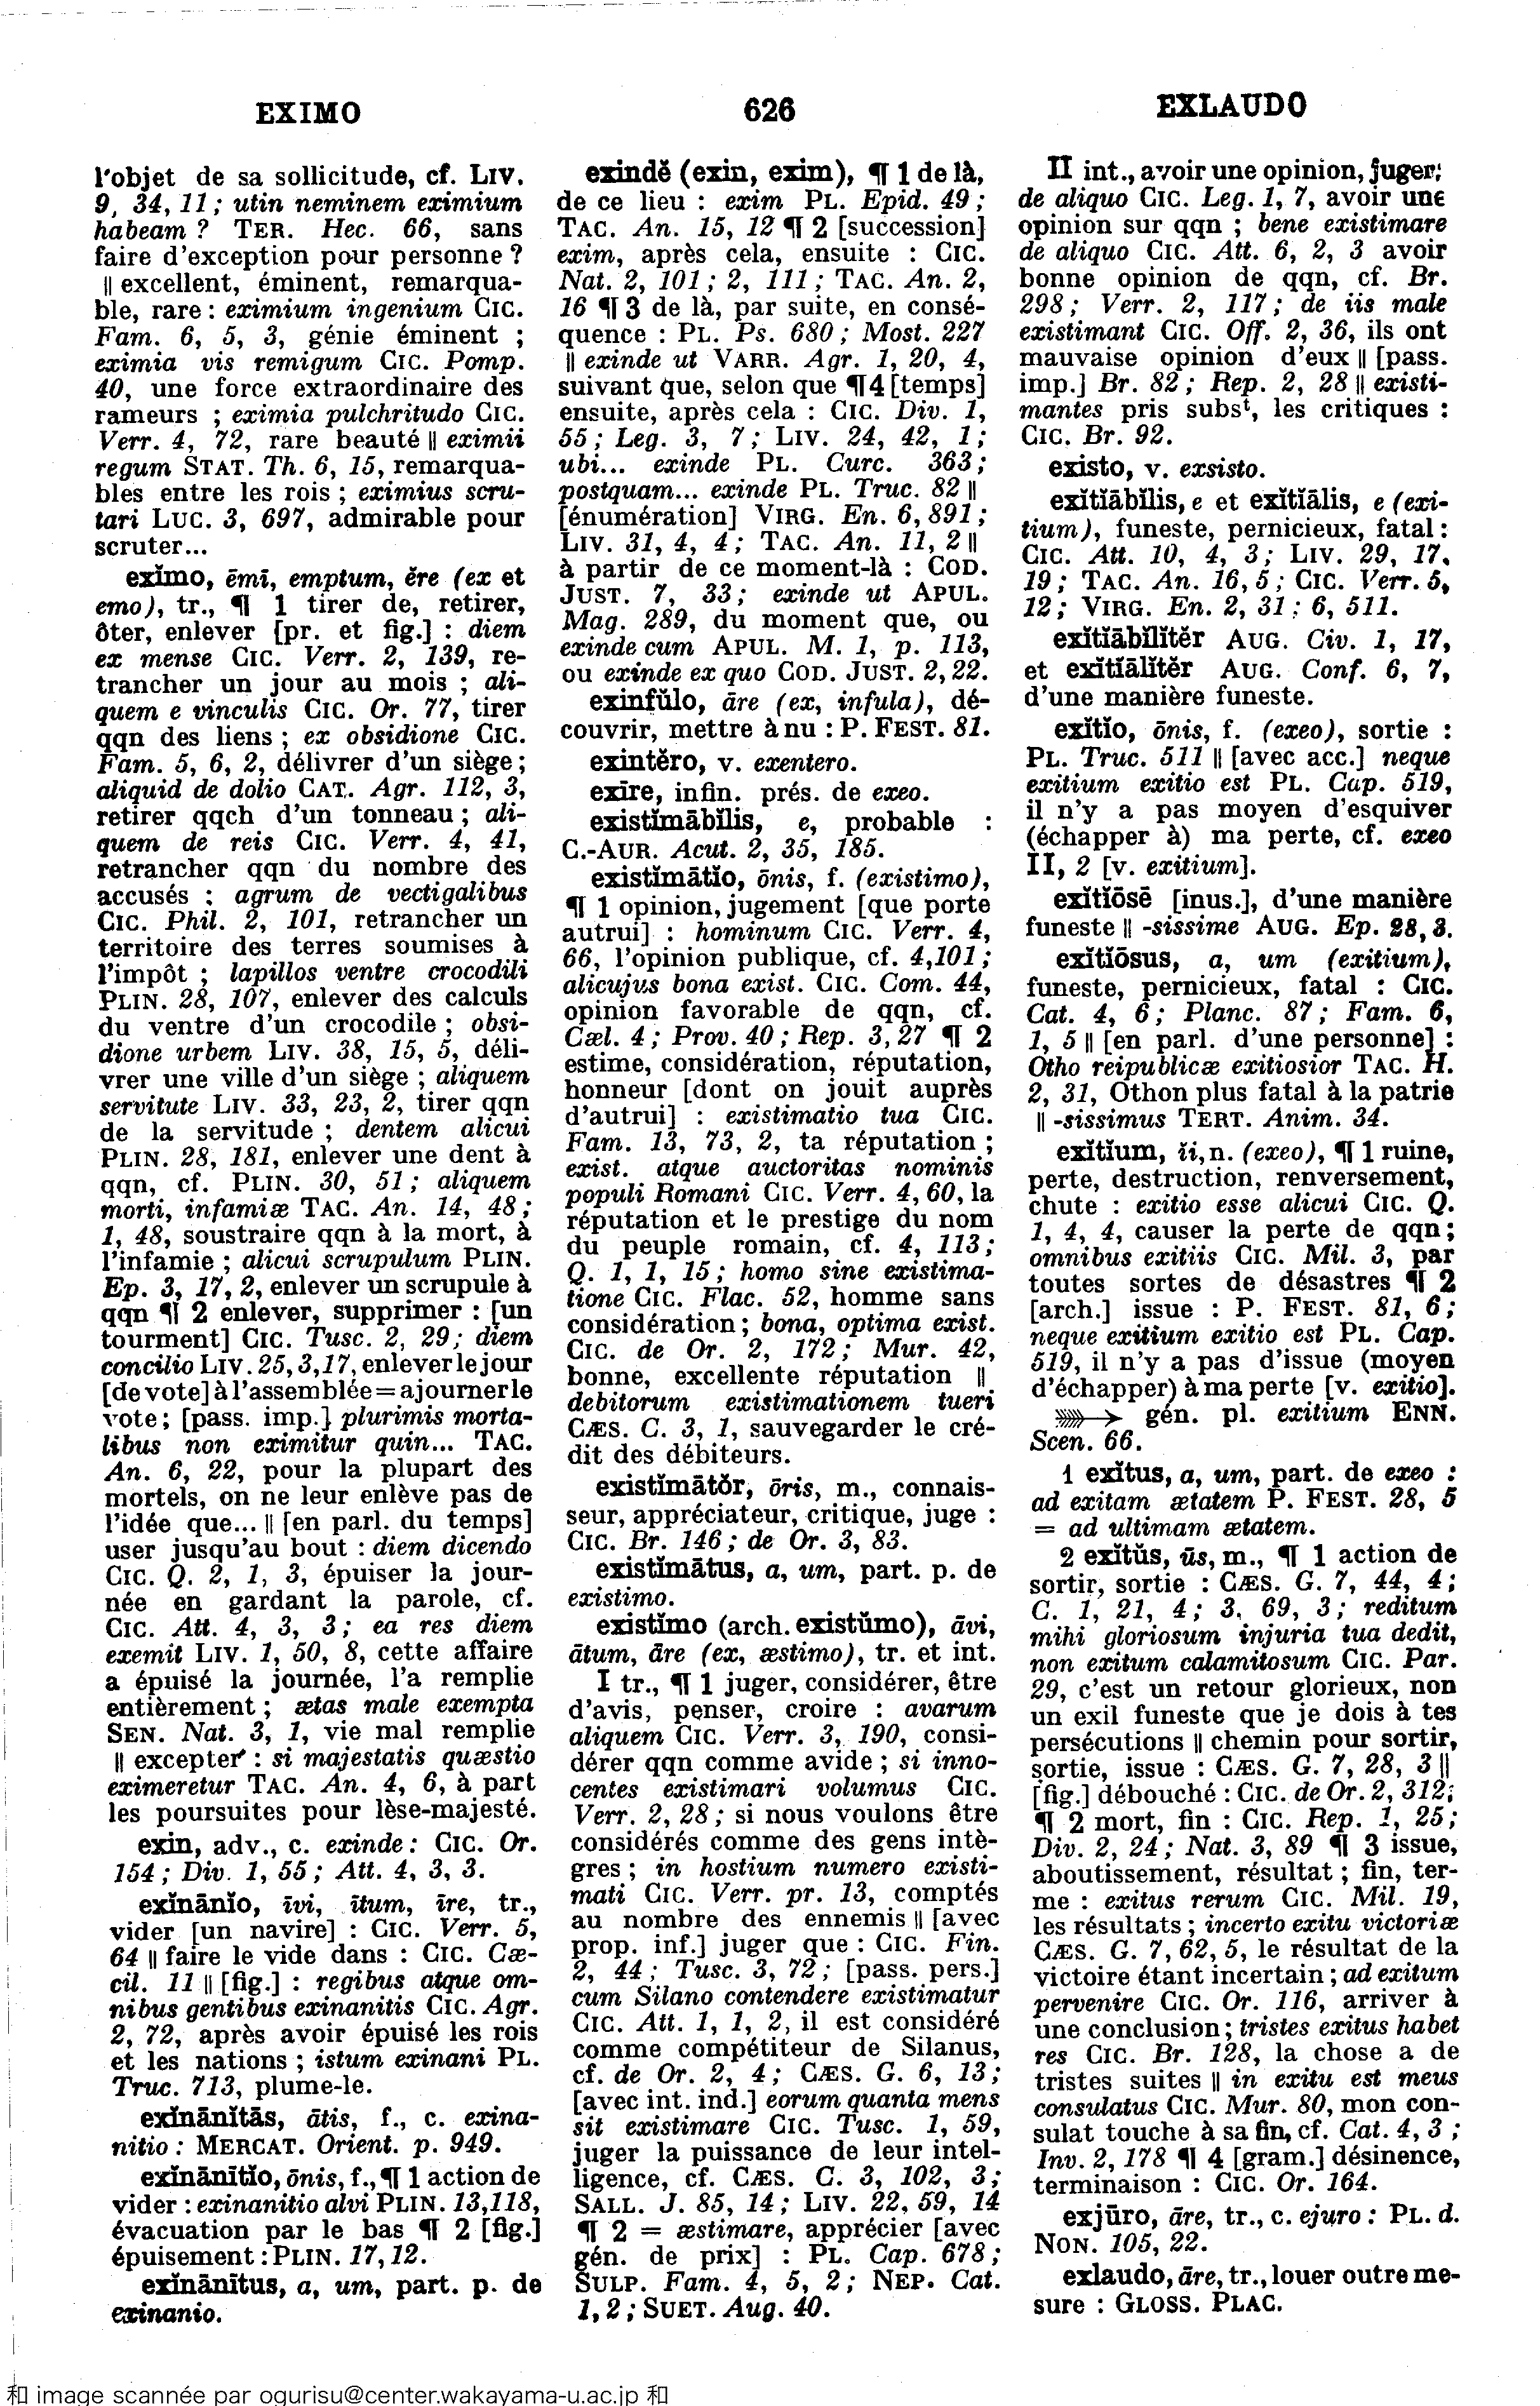 EXIMO
626
EXLAUDO
l'objet de sa sollicitude, cf. LIV.
9, 34, 11 ; utin neminem eximium
habeam ? TER. Hec. 66, sans
faire d'exception pour personne ?
|| excellent, éminent, remarqua-
ble, rare : eximium ingenium CIC.
Fam. 6, 5, 3, génie éminent ;
eximia vis remigum CIC. Pomp.
40, une force extraordinaire des
rameurs ; eximia pulchritudo CIC.
Verr. 4, 72, rare beauté || eximii
regum STAT. Th. 6, 15, remarqua-
bles entre les rois ; eximius scru-
tari LUC. 3, 697, admirable pour
scruter...
exĭmo, ēmī, emptum, ĕre (ex et
emo), tr., ¶ 1 tirer de, retirer,
ôter, enlever [pr. et fig.] : diem
ex mense CIC. Verr. 2, 139, re-
trancher un jour au mois ; ali-
quem e vinculis CIC. Or. 77, tirer
qqn des liens ; ex obsidione CIC.
Fam. 5, 6, 2, délivrer d'un siège ;
aliquid de dolio CAT. Agr. 112, 3,
retirer qqch d'un tonneau ; ali-
quem de reis CIC. Verr. 4, 41,
retrancher qqn du nombre des
accusés ; agrum de vectigalibus
CIC. Phil. 2, 101, retrancher un
territoire des terres soumises à
l'impôt ; lapillos ventre crocodili
PLIN. 28, 107, enlever des calculs
du ventre d'un crocodile ; obsi-
dione urbem LIV. 38, 15, 5, déli-
vrer une ville d'un siège ; aliquem
servitute LIV. 33, 23, 2, tirer qqn
de la servitude ; dentem alicui
PLIN. 28, 181, enlever une dent à
qqn, cf. PLIN. 30, 51 ; aliquem
morti, infamiæ TAC. An. 14, 48 ;
1, 48, soustraire qqn à la mort, à
l'infamie ; alicui scrupulum PLIN.
Ep. 3, 17, 2, enlever un scrupule à
qqn ¶ 2 enlever, supprimer : [un
tourment] CIC. Tusc. 2, 29 ; diem
concilio LIV. 25, 3, 17, enlever le jour
[de vote] à l'assemblée = ajourner le
vote ; [pass. imp.] plurimis morta-
libus non eximitur quin... TAC.
An. 6, 22, pour la plupart des
mortels, on ne leur enlève pas de
l'idée que... || [en parl. du temps]
user jusqu'au bout : diem dicendo
CIC. Q. 2, 1, 3, épuiser la jour-
née en gardant la parole, cf.
CIC. Att. 4, 3, 3 ; ea res diem
exemit LIV. 1, 50, 8, cette affaire
a épuisé la journée, l'a remplie
entièrement ; ætas male exempta
SEN. Nat. 3, 1, vie mal remplie
|| excepter : si majestatis quæstio
eximeretur TAC. An. 4, 6, à part
les poursuites pour lèse-majesté.
exin, adv., c. exinde : CIC. Or.
154 ; Div. 1, 55 ; Att. 4, 3, 3.
exĭnānĭo, īvi, ītum, īre, tr.,
vider [un navire] : CIC. Verr. 5,
64 || faire le vide dans : CIC. Cæ-
cil. 11 || [fig.] : regibus atque om-
nibus gentibus exinanitis CIC. Agr.
2, 72, après avoir épuisé les rois
et les nations ; istum exinani PL.
Truc. 713, plume-le.
exĭnānĭtās, ātis, f., c. exina-
nitio : MERCAT. Orient. p. 949.
exĭnānītĭo, ōnis, f., ¶ 1 action de
vider : exinanitio alvi PLIN. 13, 118,
évacuation par le bas ¶ 2 [fig.]
épuisement : PLIN. 17, 12.
exĭnānītus, a, um, part. p. de
exinanio.
exindĕ (exin, exim), ¶ 1 de là,
de ce lieu : exim PL. Epid. 49 ;
TAC. An. 15, 12 ¶ 2 [succession]
exim, après cela, ensuite : CIC.
Nat. 2, 101 ; 2, 111 ; TAC. An. 2,
16 ¶ 3 de là, par suite, en consé-
quence : PL. Ps. 680 ; Most. 227
|| exinde ut VARR. Agr. 1, 20, 4,
suivant que, selon que ¶ 4 [temps]
ensuite, après cela : CIC. Div. 1,
55 ; Leg. 3, 7 ; LIV. 24, 42, 1 ;
ubi... exinde PL. Curc. 363 ;
postquam... exinde PL. Truc. 82 ||
[énumération] VIRG. En. 6, 891 ;
LIV. 31, 4, 4 ; TAC. An. 11, 2 ||
à partir de ce moment-là : COD.
JUST. 7, 33 ; exinde ut APUL.
Mag. 289, du moment que, ou
exinde cum APUL. M. 1, p. 113,
ou exinde ex quo COD. JUST. 2, 22.
exinfŭlo, āre (ex, infula), dé-
couvrir, mettre à nu : P. FEST. 81.
exintĕro, v. exentero.
exīre, infin. prés. de exeo.
existĭmābĭlis, e, probable :
C.-AUR. Acut. 2, 35, 185.
existĭmātĭo, ōnis, f. (existimo),
¶ 1 opinion, jugement [que porte
autrui] : hominum CIC. Verr. 4,
66, l'opinion publique, cf. 4, 101 ;
alicujus bona exist. CIC. Com. 44,
opinion favorable de qqn, cf.
Cæl. 4 ; Prov. 40 ; Rep. 3, 27 ¶ 2
estime, considération, réputation,
honneur [dont on jouit auprès
d'autrui] : existimatio tua CIC.
Fam. 13, 73, 2, ta réputation ;
exist. atque auctoritas nominis
populi Romani CIC. Verr. 4, 60, la
réputation et le prestige du nom
du peuple romain, cf. 4, 113 ;
Q. 1, 1, 15 ; homo sine existima-
tione CIC. Flac. 52, homme sans
considération ; bona, optima exist.
CIC. de Or. 2, 172 ; Mur. 42,
bonne, excellente réputation ||
debitorum existimationem tueri
CÆS. C. 3, 1, sauvegarder le cré-
dit des débiteurs.
existĭmātŏr, ōris, m., connais-
seur, appréciateur, critique, juge :
CIC. Br. 146 ; de Or. 3, 83.
existĭmātus, a, um, part. p. de
existimo.
existĭmo (arch. existŭmo), āvi,
ātum, āre (ex, æstimo), tr. et int.
I tr., ¶ 1 juger, considérer, être
d'avis, penser, croire : avarum
aliquem CIC. Verr. 3, 190, consi-
dérer qqn comme avide ; si inno-
centes existimari volumus CIC.
Verr. 2, 28 ; si nous voulons être
considérés comme des gens intè-
gres ; in hostium numero existi-
mati CIC. Verr. pr. 13, comptés
au nombre des ennemis || [avec
prop. inf.] juger que : CIC. Fin.
2, 44 ; Tusc. 3, 72 ; [pass. pers.]
cum Silano contendere existimatur
CIC. Att. 1, 1, 2, il est considéré
comme compétiteur de Silanus,
cf. de Or. 2, 4 ; CÆS. G. 6, 13 ;
[avec int. ind.] eorum quanta mens
sit existimare CIC. Tusc. 1, 59,
juger la puissance de leur intel-
ligence, cf. CÆS. C. 3, 102, 3 ;
SALL. J. 85, 14 ; LIV. 22, 59, 14
¶ 2 = æstimare, apprécier [avec
gén. de prix] : PL. Cap. 678 ;
SULP. Fam. 4, 5, 2 ; NEP. Cat.
1, 2 ; SUET. Aug. 40.
II int., avoir une opinion, juger ;
de aliquo CIC. Leg. 1, 7, avoir une
opinion sur qqn ; bene existimare
de aliquo CIC. Att. 6, 2, 3 avoir
bonne opinion de qqn, cf. Br.
298 ; Verr. 2, 117 ; de iis male
existimant CIC. Off. 2, 36, ils ont
mauvaise opinion d'eux || [pass.
imp.] Br. 82 ; Rep. 2, 28 || existi-
mantes pris subsᵗ, les critiques :
CIC. Br. 92.
existo, v. exsisto.
exĭtĭābĭlis, e et exĭtĭālis, e (exi-
tium), funeste, pernicieux, fatal :
CIC. Att. 10, 4, 3 ; LIV. 29, 17,
19 ; TAC. An. 16, 5 ; CIC. Verr. 5,
12 ; VIRG. En. 2, 31 ; 6, 511.
exĭtĭābĭlĭtĕr AUG. Civ. 1, 17,
et exĭtĭālĭtĕr AUG. Conf. 6, 7,
d'une manière funeste.
exĭtĭo, ōnis, f. (exeo), sortie :
PL. Truc. 511 || [avec acc.] neque
exitium exitio est PL. Cap. 519,
il n'y a pas moyen d'esquiver
(échapper à) ma perte, cf. exeo
II, 2 [v. exitium].
exĭtĭōsē [inus.], d'une manière
funeste || -sissime AUG. Ep. 28, 3.
exĭtĭōsus, a, um (exitium),
funeste, pernicieux, fatal : CIC.
Cat. 4, 6 ; Planc. 87 ; Fam. 6,
1, 5 || [en parl. d'une personne] :
Otho reipublicæ exitiosior TAC. H.
2, 31, Othon plus fatal à la patrie
|| -sissimus TERT. Anim. 34.
exĭtĭum, ĭi, n. (exeo), ¶ 1 ruine,
perte, destruction, renversement,
chute : exitio esse alicui CIC. Q.
1, 4, 4, causer la perte de qqn ;
omnibus exitiis CIC. Mil. 3, par
toutes sortes de désastres ¶ 2
[arch.] issue : P. FEST. 81, 6 ;
neque exitium exitio est PL. Cap.
519, il n'y a pas d'issue (moyen
d'échapper) à ma perte [v. exitio].
➳ gén. pl. exitium ENN.
Scen. 66.
1 exĭtus, a, um, part. de exeo :
ad exitam ætatem P. FEST. 28, 5
= ad ultimam ætatem.
2 exĭtŭs, ūs, m., ¶ 1 action de
sortir, sortie : CÆS. G. 7, 44, 4 ;
C. 1, 21, 4 ; 3, 69, 3 ; reditum
mihi gloriosum injuria tua dedit,
non exitum calamitosum CIC. Par.
29, c'est un retour glorieux, non
un exil funeste que je dois à tes
persécutions || chemin pour sortir,
sortie, issue : CÆS. G. 7, 28, 3 ||
[fig.] débouché : CIC. de Or. 2, 312 ;
¶ 2 mort, fin : CIC. Rep. 1, 25 ;
Div. 2, 24 ; Nat. 3, 89 ¶ 3 issue,
aboutissement, résultat ; fin, ter-
me : exitus rerum CIC. Mil. 19,
les résultats ; incerto exitu victoriæ
CÆS. G. 7, 62, 5, le résultat de la
victoire étant incertain ; ad exitum
pervenire CIC. Or. 116, arriver à
une conclusion ; tristes exitus habet
res CIC. Br. 128, la chose a de
tristes suites || in exitu est meus
consulatus CIC. Mur. 80, mon con-
sulat touche à sa fin, cf. Cat. 4, 3 ;
Inv. 2, 178 ¶ 4 [gram.] désinence,
terminaison : CIC. Or. 164.
exjūro, āre, tr., c. ejuro : PL. d.
NON. 105, 22.
exlaudo, āre, tr., louer outre me-
sure : GLOSS. PLAC.
和 image scannée par ogurisu@center.wakayama-u.ac.jp 和